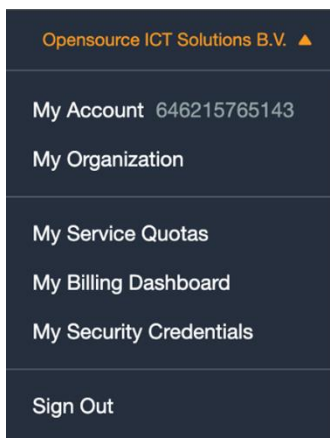 Opensource ICT Solutions B.V.
My Account 646215765143
My Organization
My Service Quotas
My Billing Dashboard
My Security Credentials
Sign Out